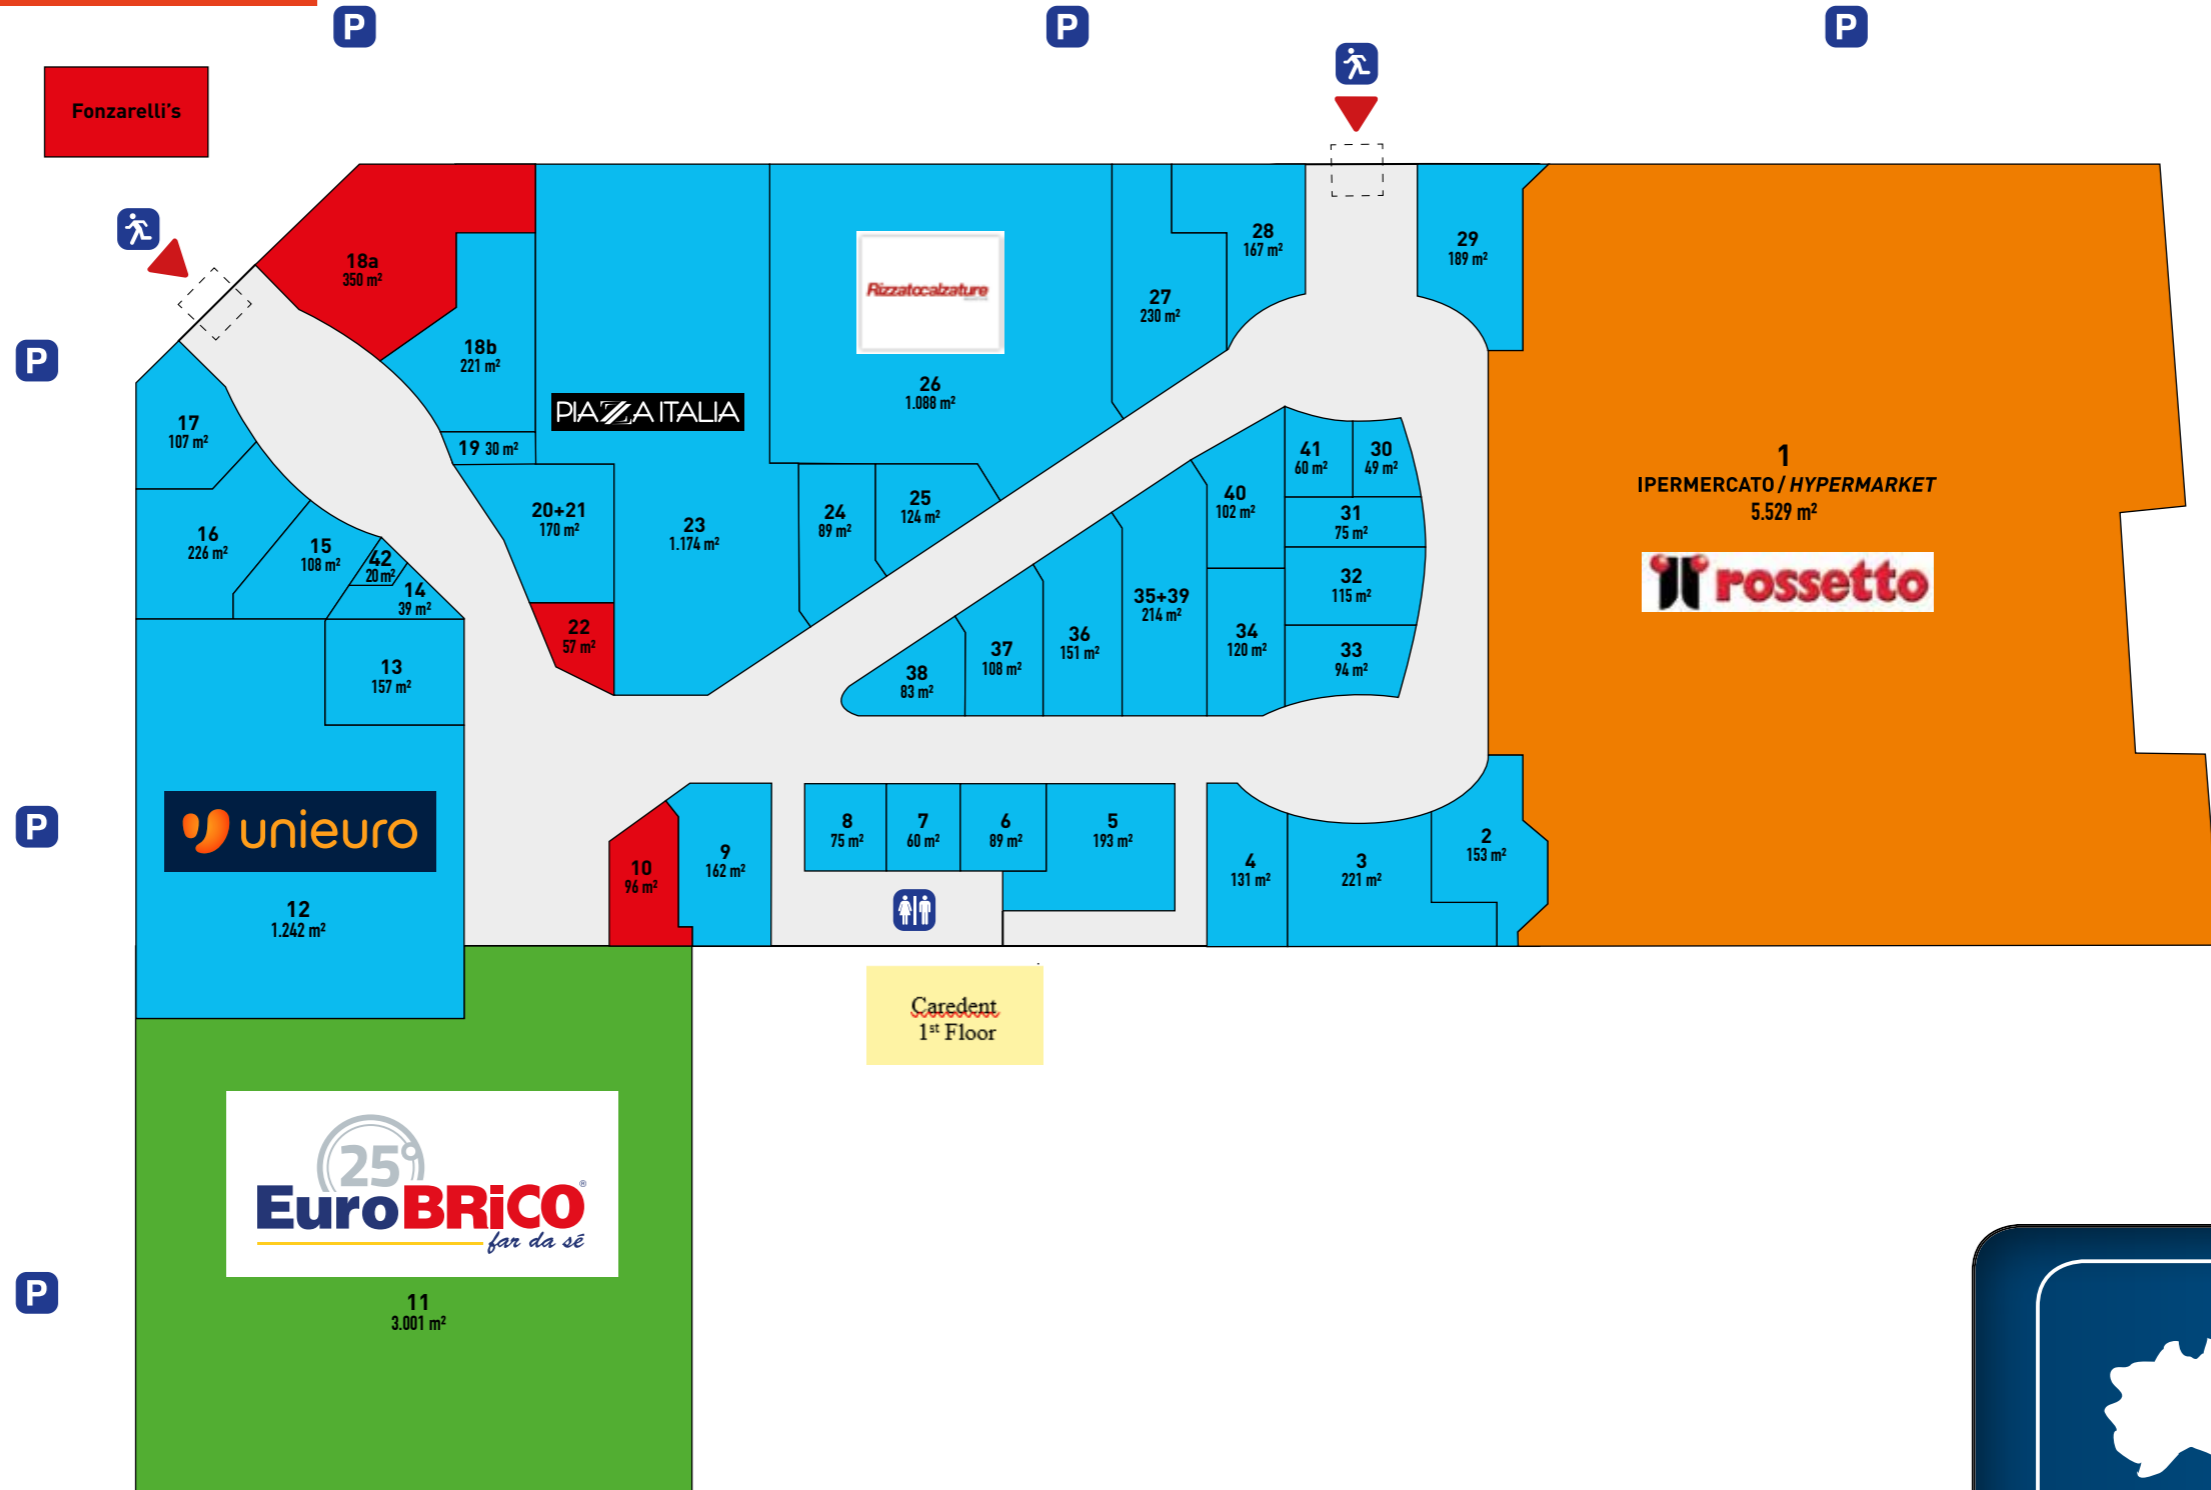 P
P
P
Fonzarelli's
18a
350 m²
28
167 m²
29
189 m²
Rizzatocalzature
27
230 m²
P
18b
221 m²
26
1.088 m²
PIAZZA ITALIA
17
107 m²
19 30 m²
41
60 m²
30
49 m²
1
IPERMERCATO / HYPERMARKET
5.529 m²
40
102 m²
20+21
170 m²
24
89 m²
25
124 m²
31
75 m²
23
1.174 m²
16
226 m²
15
108 m²
42
20 m²
14
39 m²
32
115 m²
rossetto
35+39
214 m²
22
57 m²
36
151 m²
34
120 m²
37
108 m²
33
94 m²
13
157 m²
38
83 m²
P
unieuro
8
75 m²
7
60 m²
6
89 m²
5
193 m²
2
153 m²
10
96 m²
9
162 m²
4
131 m²
3
221 m²
12
1.242 m²
Caredent
1st Floor
25°
EuroBRiCO®
far da sé
P
11
3.001 m²